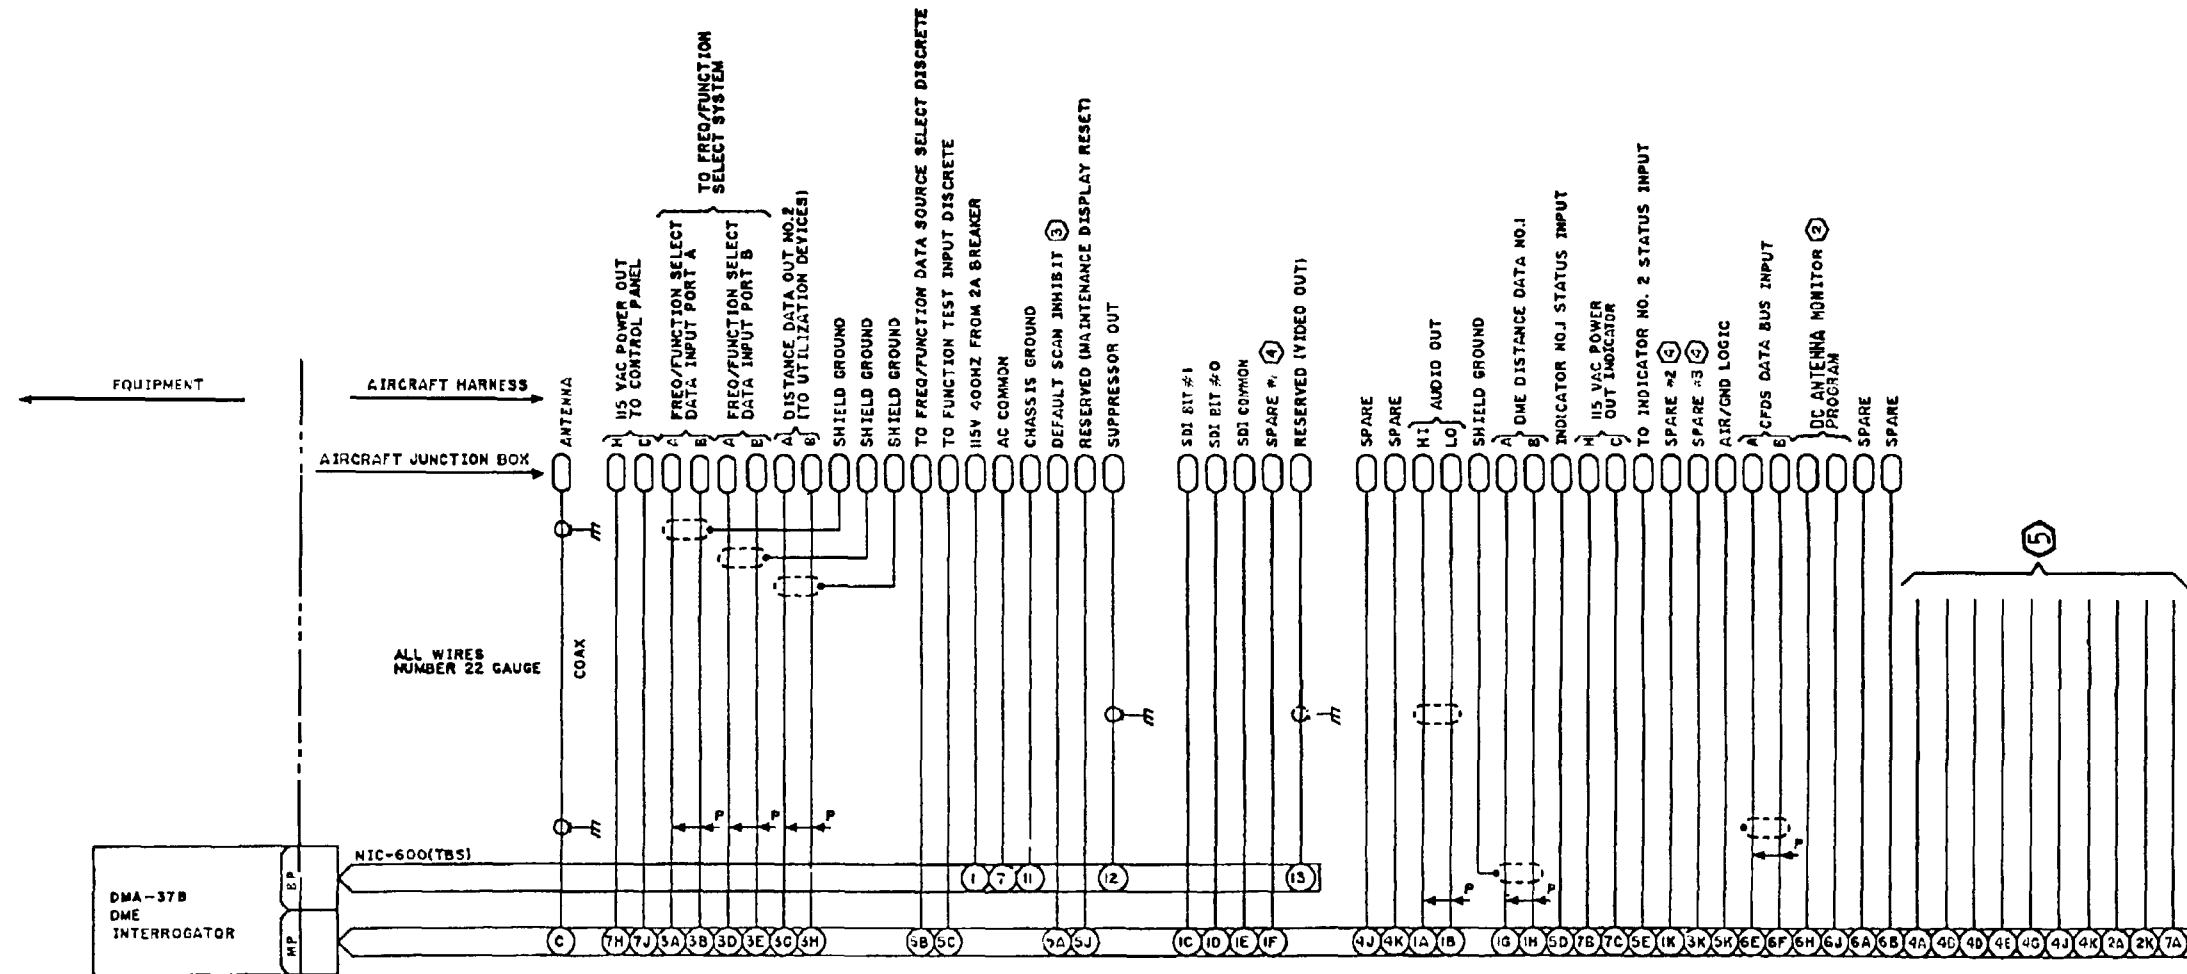 EQUIPMENT
AIRCRAFT HARNESS
AIRCRAFT JUNCTION BOX
ALL WIRES
NUMBER 22 GAUGE
COAX
ANTENNA
115 VAC POWER OUT
TO CONTROL PANEL
H
C
TO FREQ/FUNCTION
SELECT SYSTEM
FREQ/FUNCTION SELECT
DATA INPUT PORT A
A
B
FREQ/FUNCTION SELECT
DATA INPUT PORT B
A
B
DISTANCE DATA OUT NO.2
(TO UTILIZATION DEVICES)
A
B
SHIELD GROUND
SHIELD GROUND
SHIELD GROUND
TO FREQ/FUNCTION DATA SOURCE SELECT DISCRETE
TO FUNCTION TEST INPUT DISCRETE
115V 400HZ FROM 2A BREAKER
AC COMMON
CHASSIS GROUND
DEFAULT SCAN INHIBIT 3
RESERVED (MAINTENANCE DISPLAY RESET)
SUPPRESSOR OUT
SDI BIT #1
SDI BIT #0
SDI COMMON
SPARE #1 4
RESERVED (VIDEO OUT)
SPARE
SPARE
AUDIO OUT
HI
LO
SHIELD GROUND
DME DISTANCE DATA NO.1
A
B
INDICATOR NO.1 STATUS INPUT
115 VAC POWER
OUT INDICATOR
H
C
TO INDICATOR NO. 2 STATUS INPUT
SPARE #2 4
SPARE #3 4
AIR/GND LOGIC
CFDS DATA BUS INPUT
A
B
DC ANTENNA MONITOR 2
PROGRAM
SPARE
SPARE
5
P P P P P P
NIC-600(TBS)
BP
1 7 11 12 13
DMA-37B
DME
INTERROGATOR
MP
C 7H 7J 3A 3B 3D 3E 5G 5H 5B 5C 5A 5J 1C 1D 1E 1F 4J 4K 1A 1B 1G 1H 5D 7B 7C 5E 1K 3K 5K 6E 6F 6H 6J 6A 6B 4A 4C 4D 4E 4G 4J 4K 2A 2K 7A